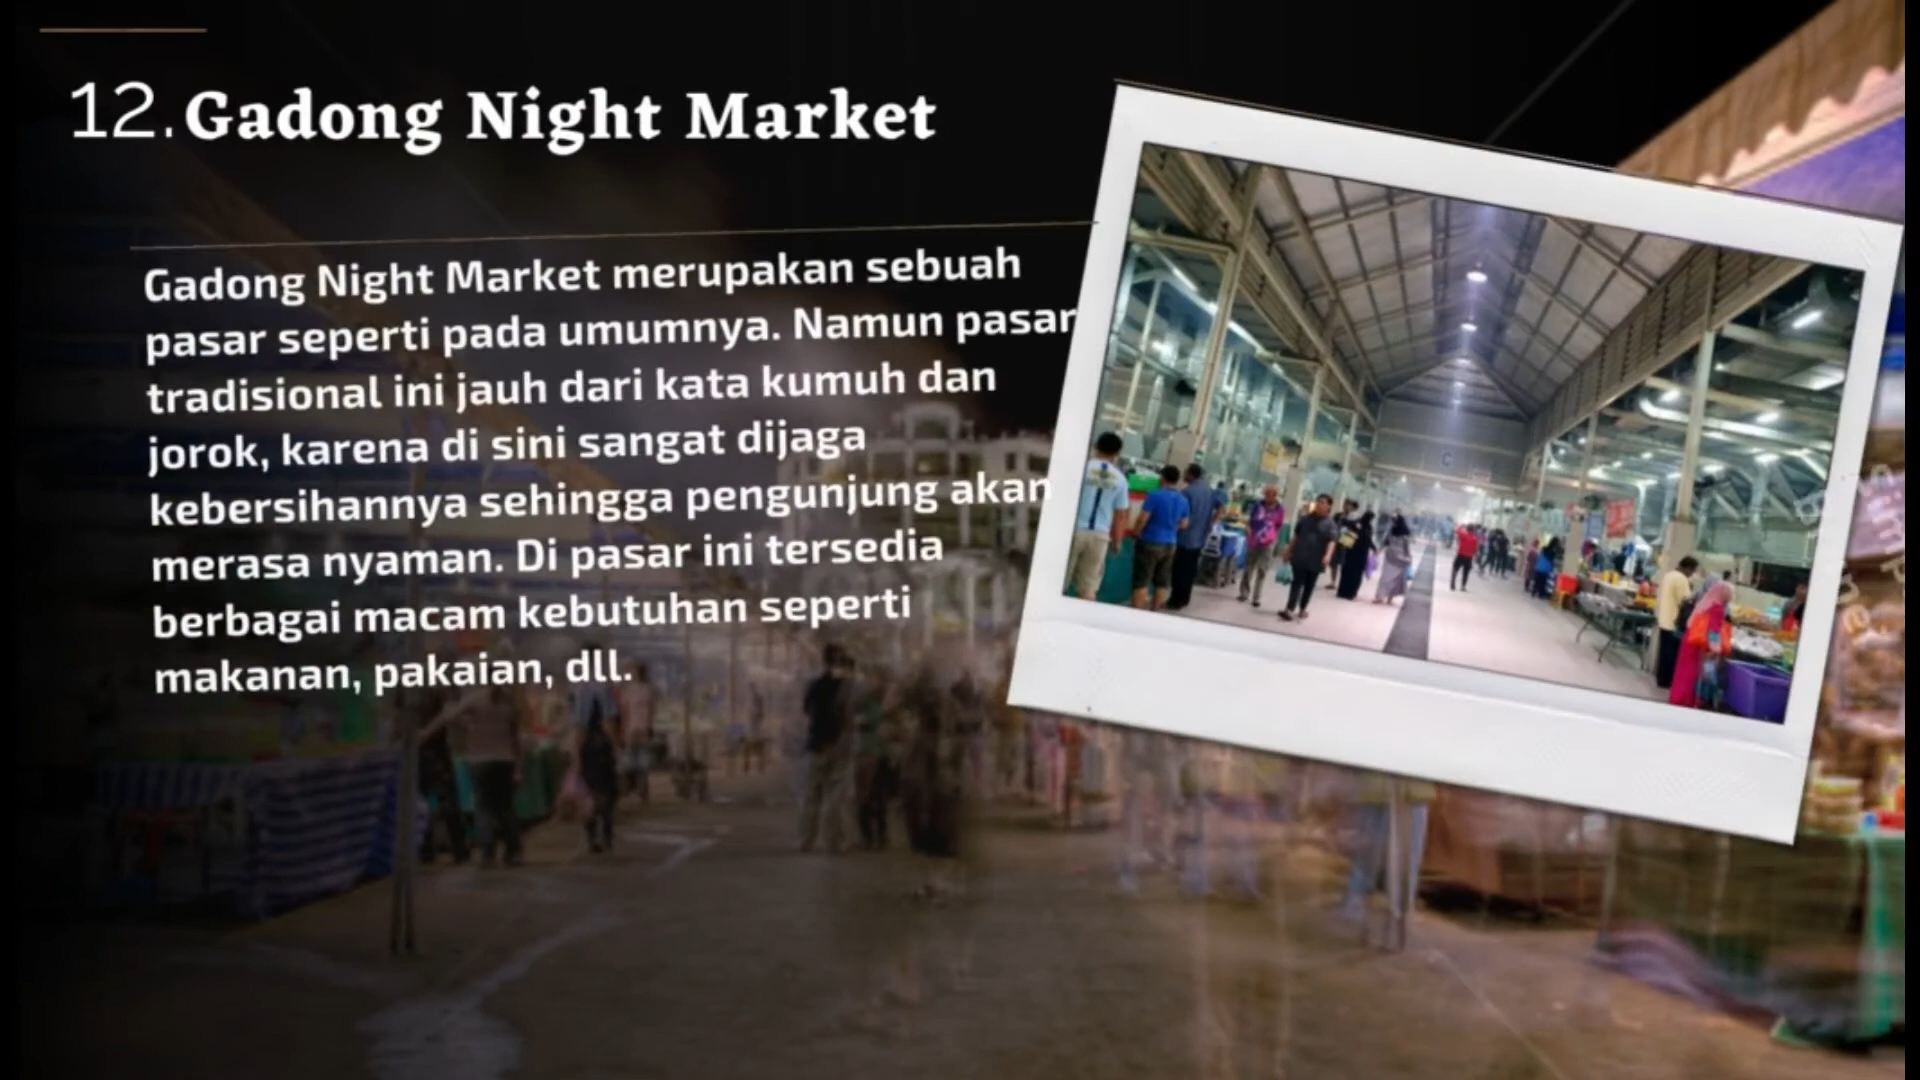 12. Gadong Night Market
Gadong Night Market merupakan sebuah
pasar seperti pada umumnya. Namun pasar
tradisional ini jauh dari kata kumuh dan
jorok, karena di sini sangat dijaga
kebersihannya sehingga pengunjung akan
merasa nyaman. Di pasar ini tersedia
berbagai macam kebutuhan seperti
makanan, pakaian, dll.